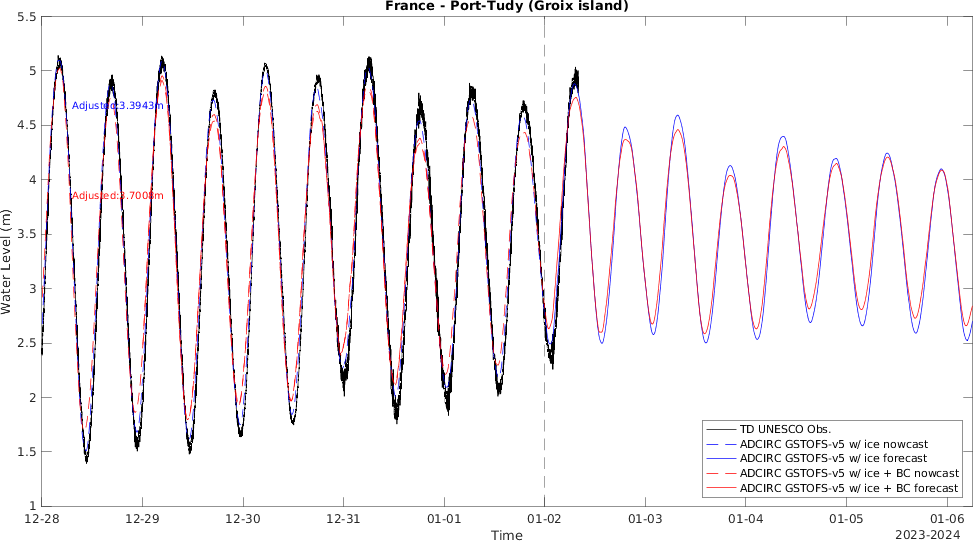 France - Port-Tudy (Groix island)
5.5
5
4.5
4
3.5
3
2.5
2
1.5
1
Water Level (m)
Adjusted:3.3943m
Adjusted:3.7008m
TD UNESCO Obs.
ADCIRC GSTOFS-v5 w/ ice nowcast
ADCIRC GSTOFS-v5 w/ ice forecast
ADCIRC GSTOFS-v5 w/ ice + BC nowcast
ADCIRC GSTOFS-v5 w/ ice + BC forecast
12-28 12-29 12-30 12-31 01-01 01-02 01-03 01-04 01-05 01-06
Time
2023-2024